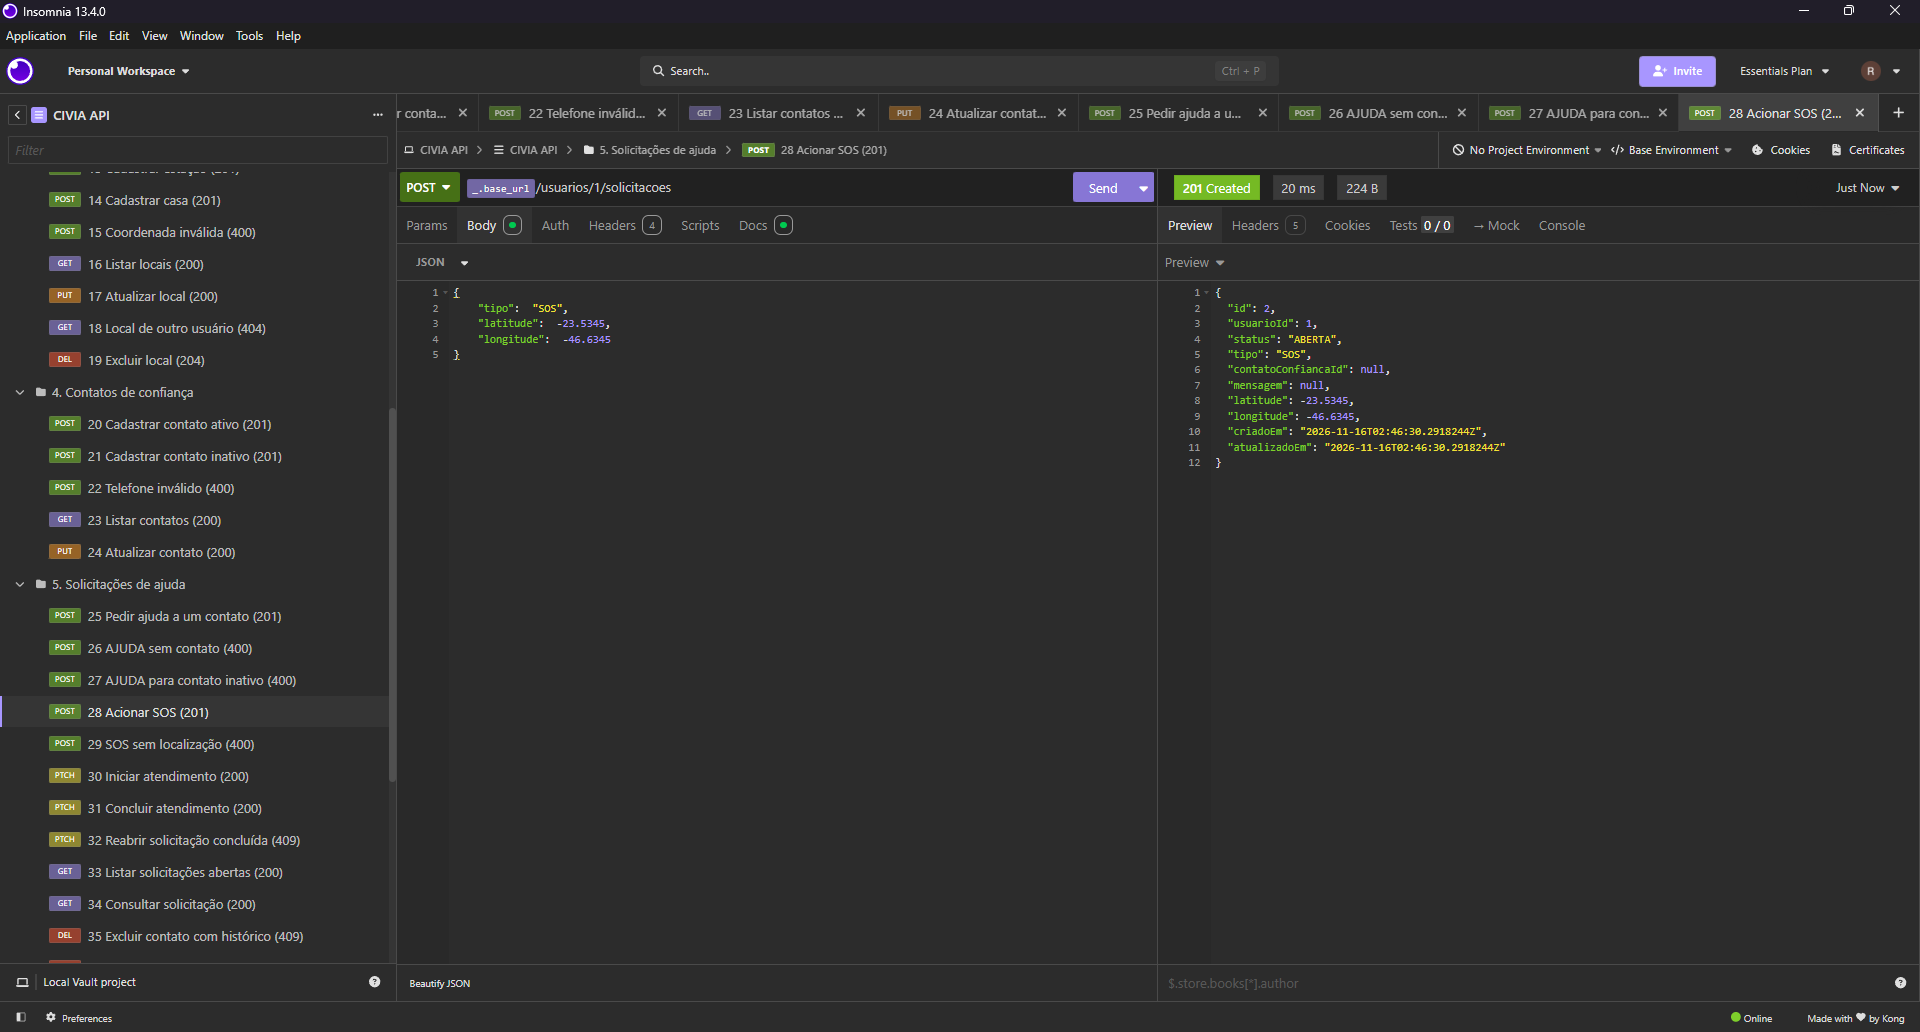 Insomnia 13.4.0
Application File Edit View Window Tools Help
Personal Workspace
Search..
Ctrl + P
Invite
Essentials Plan
R
CIVIA API
r conta...
POST 22 Telefone inválid...
GET 23 Listar contatos ...
PUT 24 Atualizar contat...
POST 25 Pedir ajuda a u...
POST 26 AJUDA sem con...
POST 27 AJUDA para con...
POST 28 Acionar SOS (2...
Filter
CIVIA API
CIVIA API
5. Solicitações de ajuda
POST 28 Acionar SOS (201)
No Project Environment
Base Environment
Cookies
Certificates
POST 14 Cadastrar casa (201)
POST 15 Coordenada inválida (400)
GET 16 Listar locais (200)
PUT 17 Atualizar local (200)
GET 18 Local de outro usuário (404)
DEL 19 Excluir local (204)
4. Contatos de confiança
POST 20 Cadastrar contato ativo (201)
POST 21 Cadastrar contato inativo (201)
POST 22 Telefone inválido (400)
GET 23 Listar contatos (200)
PUT 24 Atualizar contato (200)
5. Solicitações de ajuda
POST 25 Pedir ajuda a um contato (201)
POST 26 AJUDA sem contato (400)
POST 27 AJUDA para contato inativo (400)
POST 28 Acionar SOS (201)
POST 29 SOS sem localização (400)
PTCH 30 Iniciar atendimento (200)
PTCH 31 Concluir atendimento (200)
PTCH 32 Reabrir solicitação concluída (409)
GET 33 Listar solicitações abertas (200)
GET 34 Consultar solicitação (200)
DEL 35 Excluir contato com histórico (409)
Local Vault project
POST
_.base_url /usuarios/1/solicitacoes
Send
Params Body Auth Headers 4 Scripts Docs
JSON
1 {
2 "tipo": "SOS",
3 "latitude": -23.5345,
4 "longitude": -46.6345
5 }
Beautify JSON
201 Created 20 ms 224 B
Just Now
Preview Headers 5 Cookies Tests 0 / 0 → Mock Console
Preview
1 {
2 "id": 2,
3 "usuarioId": 1,
4 "status": "ABERTA",
5 "tipo": "SOS",
6 "contatoConfiancaId": null,
7 "mensagem": null,
8 "latitude": -23.5345,
9 "longitude": -46.6345,
10 "criadoEm": "2026-11-16T02:46:30.2918244Z",
11 "atualizadoEm": "2026-11-16T02:46:30.2918244Z"
12 }
$.store.books[*].author
Preferences
Online
Made with ♥ by Kong